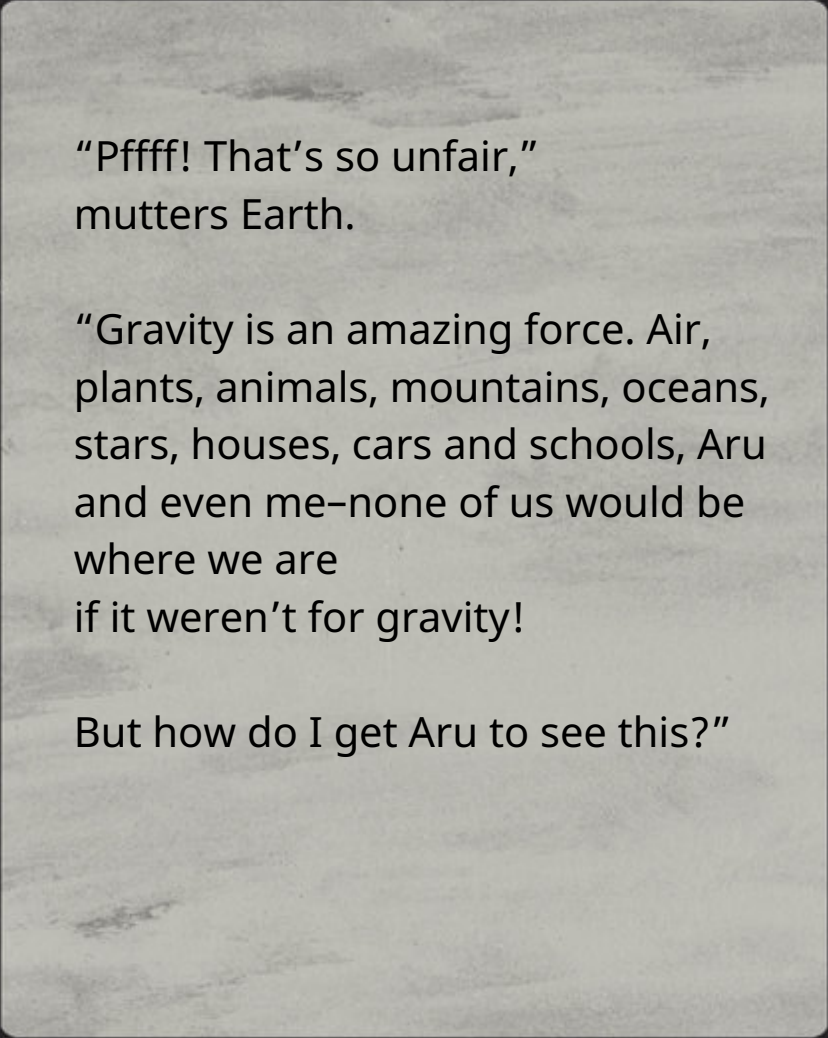 “Pffff! That’s so unfair,”
mutters Earth.
“Gravity is an amazing force. Air,
plants, animals, mountains, oceans,
stars, houses, cars and schools, Aru
and even me–none of us would be
where we are
if it weren’t for gravity!
But how do I get Aru to see this?”